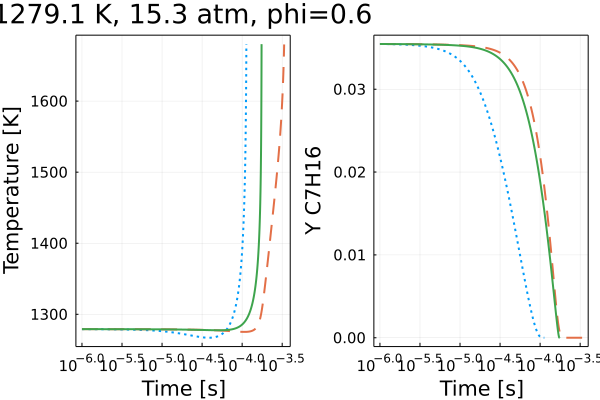 1279.1 K, 15.3 atm, phi=0.6
Temperature [K]
1600
1500
1400
1300
10^-6.0 10^-5.5 10^-5.0 10^-4.5 10^-4.0 10^-3.5
Time [s]
Y C7H16
0.03
0.02
0.01
0.00
10^-6.0 10^-5.5 10^-5.0 10^-4.5 10^-4.0 10^-3.5
Time [s]